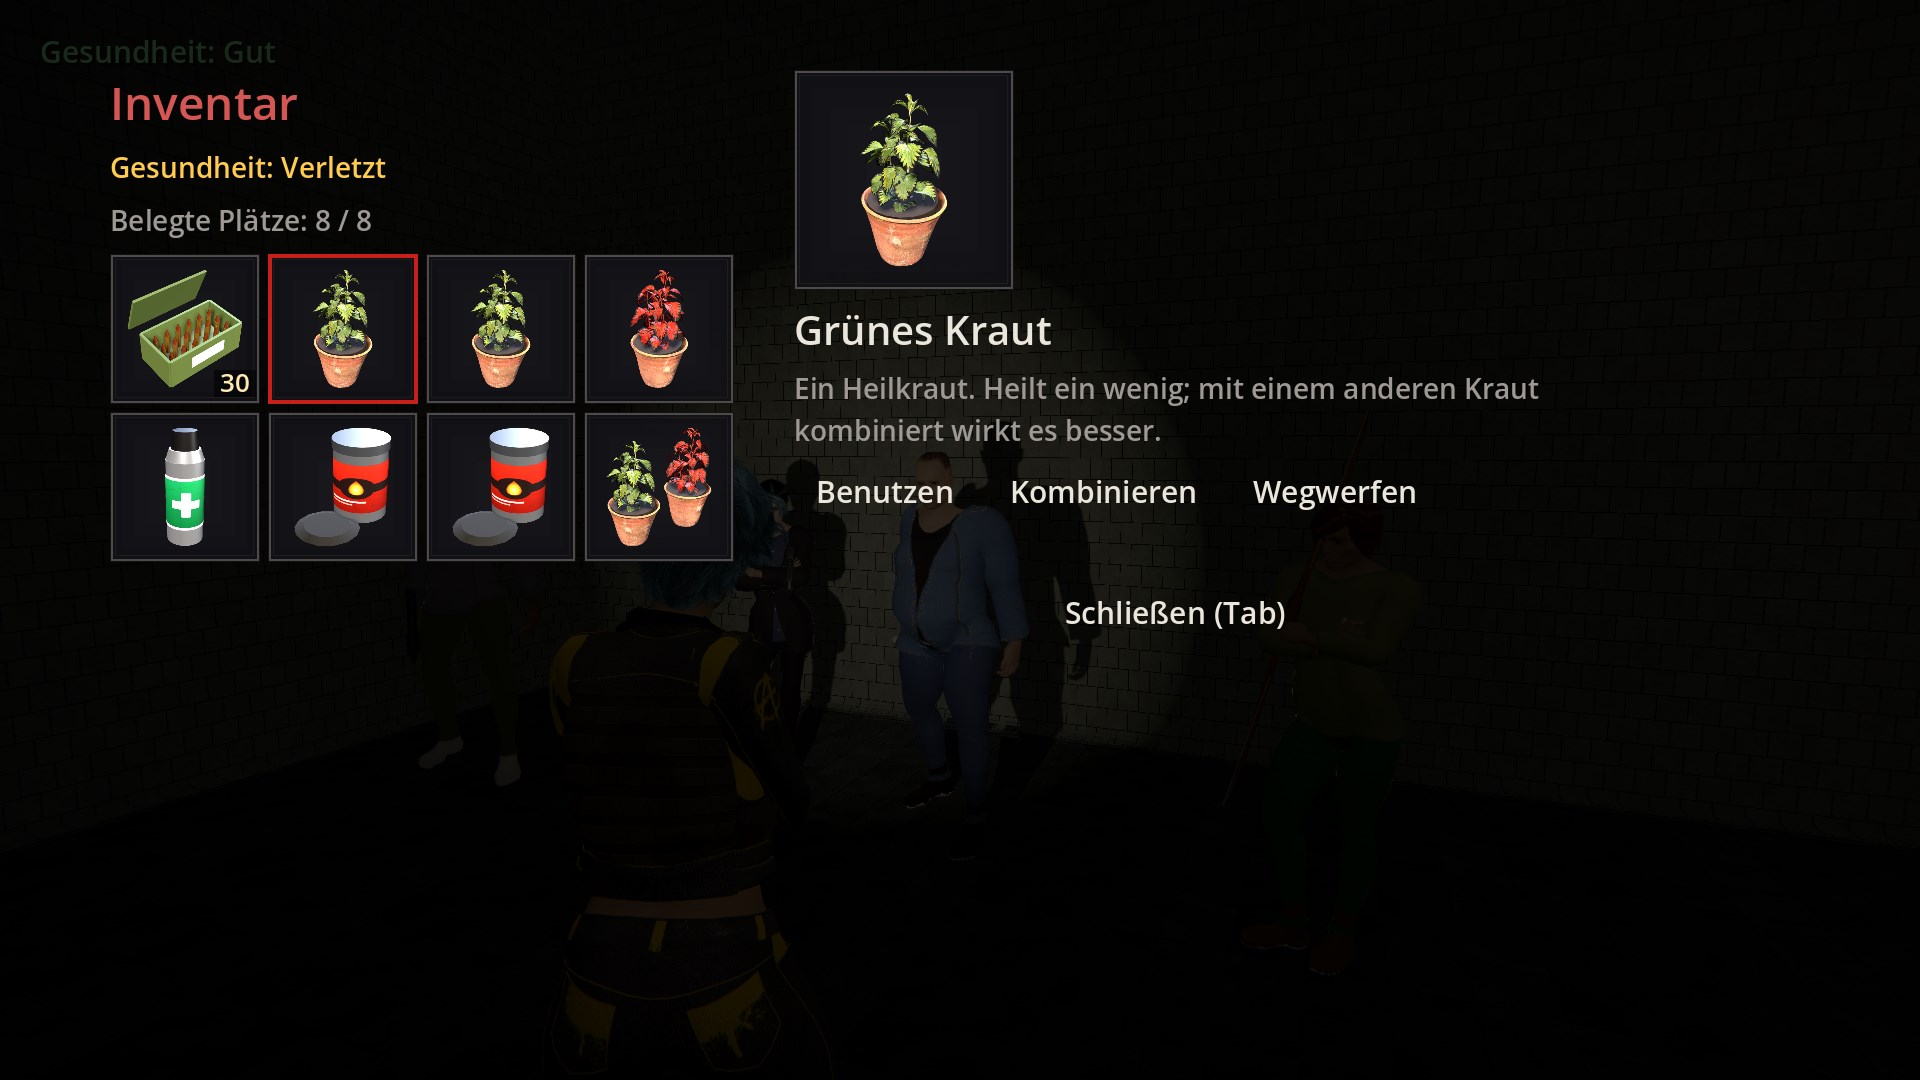 Gesundheit: Gut
Inventar
Gesundheit: Verletzt
Belegte Plätze: 8 / 8
30
Grünes Kraut
Ein Heilkraut. Heilt ein wenig; mit einem anderen Kraut
kombiniert wirkt es besser.
Benutzen Kombinieren Wegwerfen
Schließen (Tab)